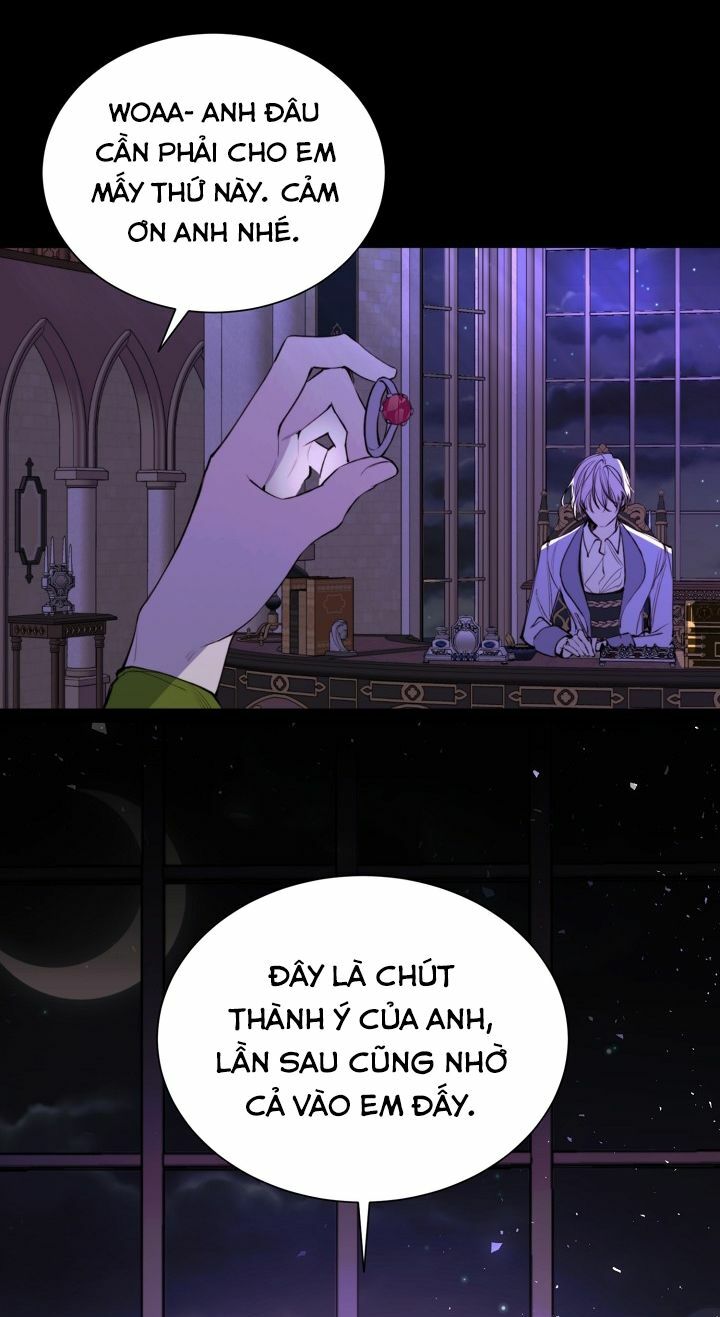 WOAA- ANH ĐÂU
CẦN PHẢI CHO EM
MẤY THỨ NÀY. CẢM
ƠN ANH NHÉ.
ĐÂY LÀ CHÚT
THÀNH Ý CỦA ANH,
LẦN SAU CŨNG NHỜ
CẢ VÀO EM ĐẤY.